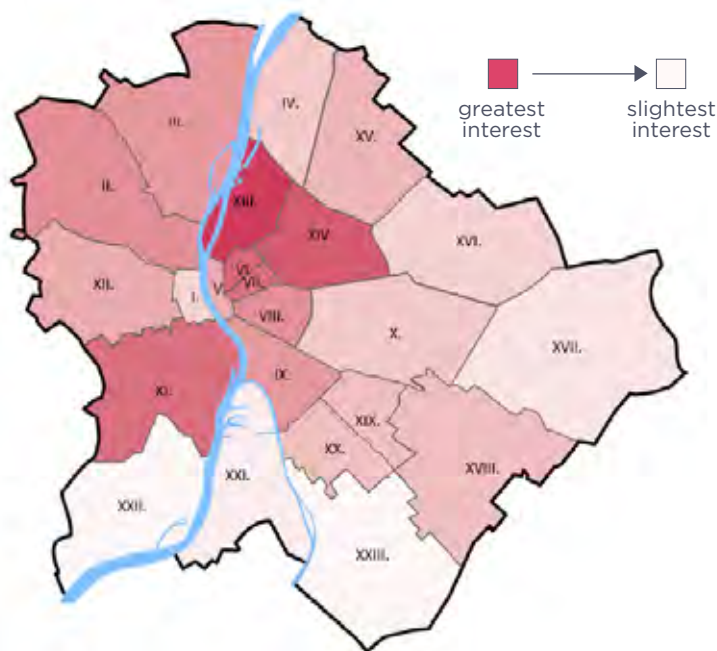 greatest
interest
slightest
interest
IV.
III.
XV.
II.
XIII.
XIV.
XVI.
VI.
XII.
VII.
I.
V.
VIII.
X.
XVII.
IX.
XI.
XIX.
XX.
XVIII.
XXI.
XXII.
XXIII.